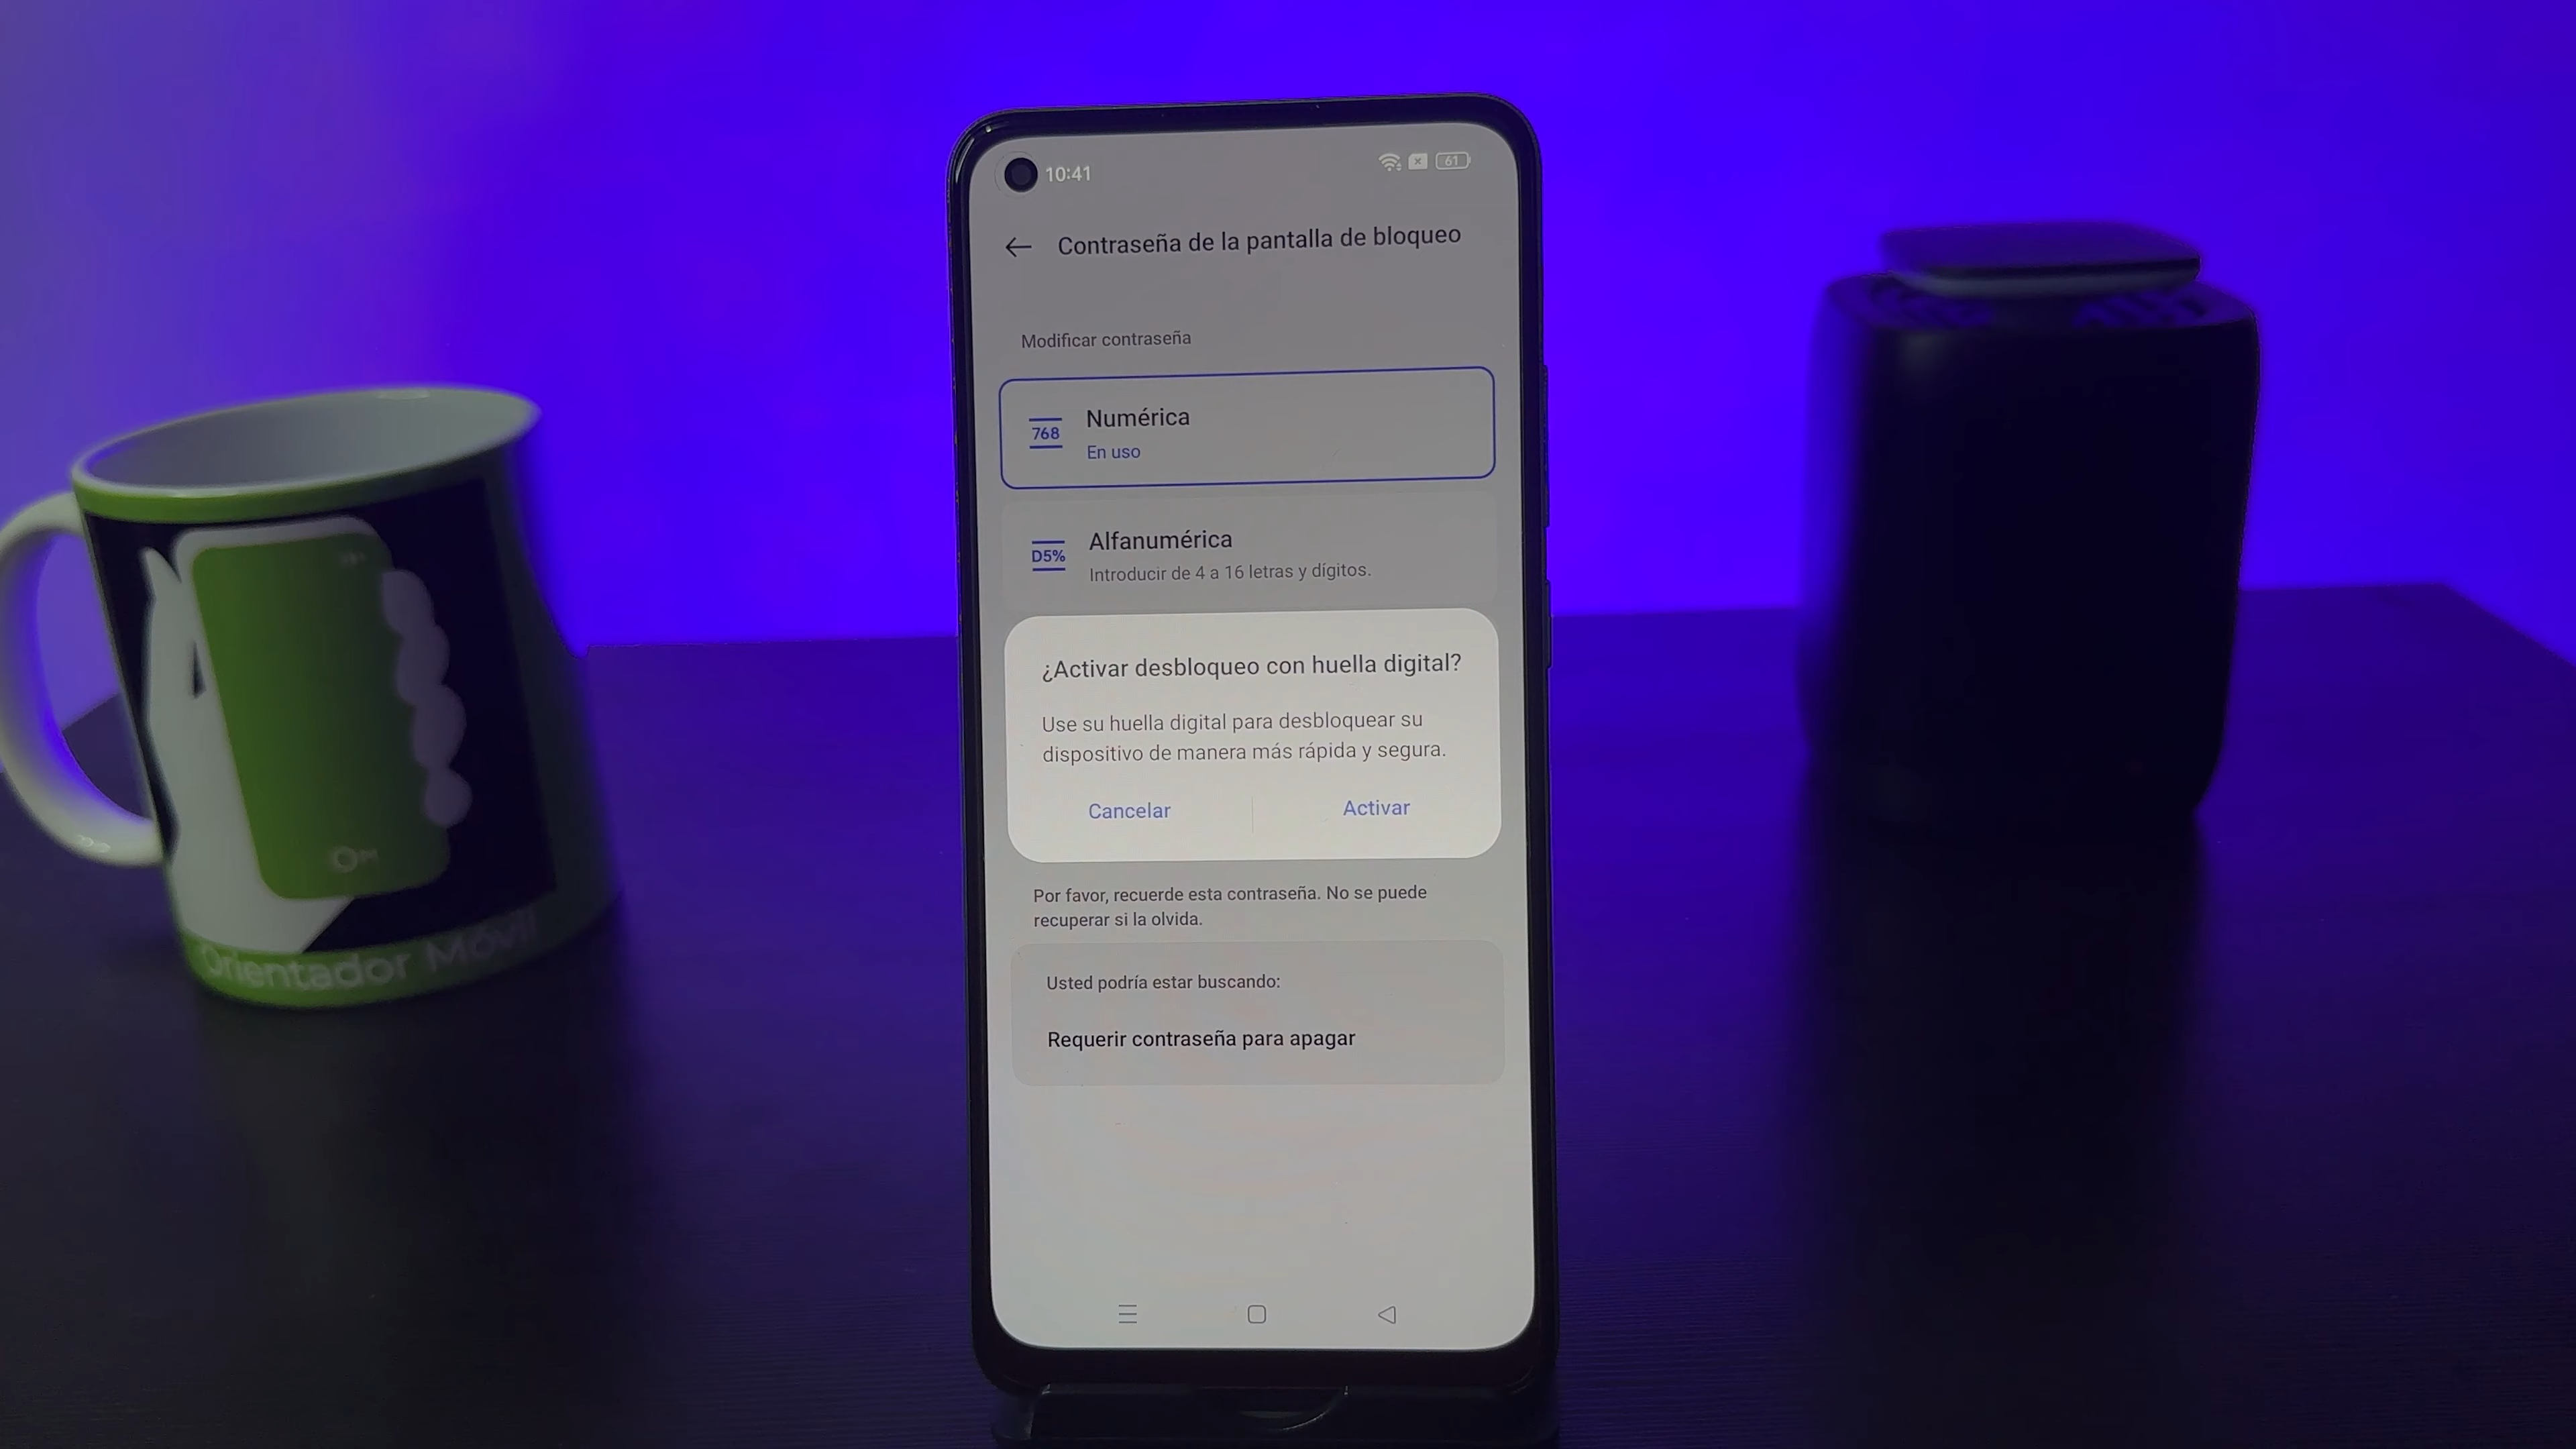 10:41
61
Contraseña de la pantalla de bloqueo
Modificar contraseña
768
Numérica
En uso
D5%
Alfanumérica
Introducir de 4 a 16 letras y dígitos.
¿Activar desbloqueo con huella digital?
Use su huella digital para desbloquear su
dispositivo de manera más rápida y segura.
Cancelar
Activar
Por favor, recuerde esta contraseña. No se puede
recuperar si la olvida.
Usted podría estar buscando:
Requerir contraseña para apagar
Orientador Móvil